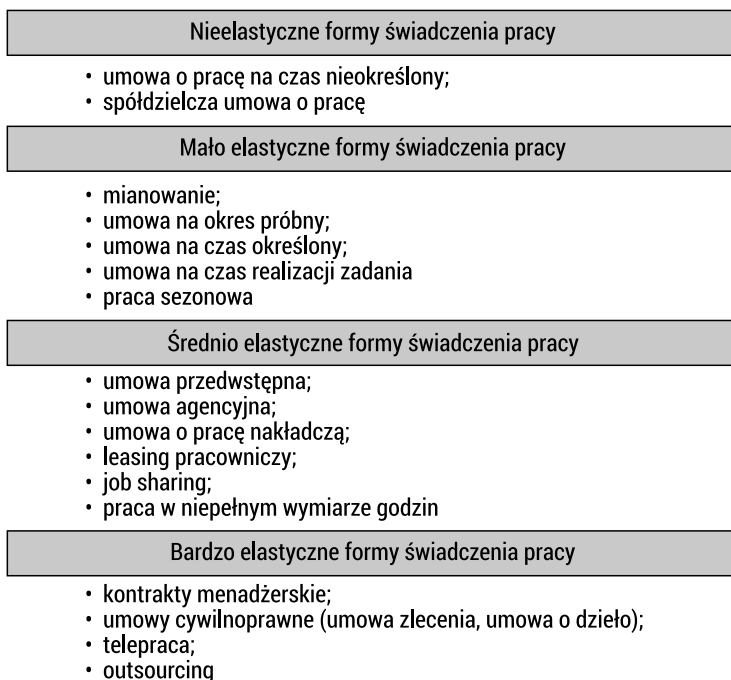 Nieelastyczne formy świadczenia pracy
• umowa o pracę na czas nieokreślony;
• spółdzielcza umowa o pracę
Mało elastyczne formy świadczenia pracy
• mianowanie;
• umowa na okres próbny;
• umowa na czas określony;
• umowa na czas realizacji zadania
• praca sezonowa
Średnio elastyczne formy świadczenia pracy
• umowa przedwstępna;
• umowa agencyjna;
• umowa o pracę nakładczą;
• leasing pracowniczy;
• job sharing;
• praca w niepełnym wymiarze godzin
Bardzo elastyczne formy świadczenia pracy
• kontrakty menadżerskie;
• umowy cywilnoprawne (umowa zlecenia, umowa o dzieło);
• telepraca;
• outsourcing